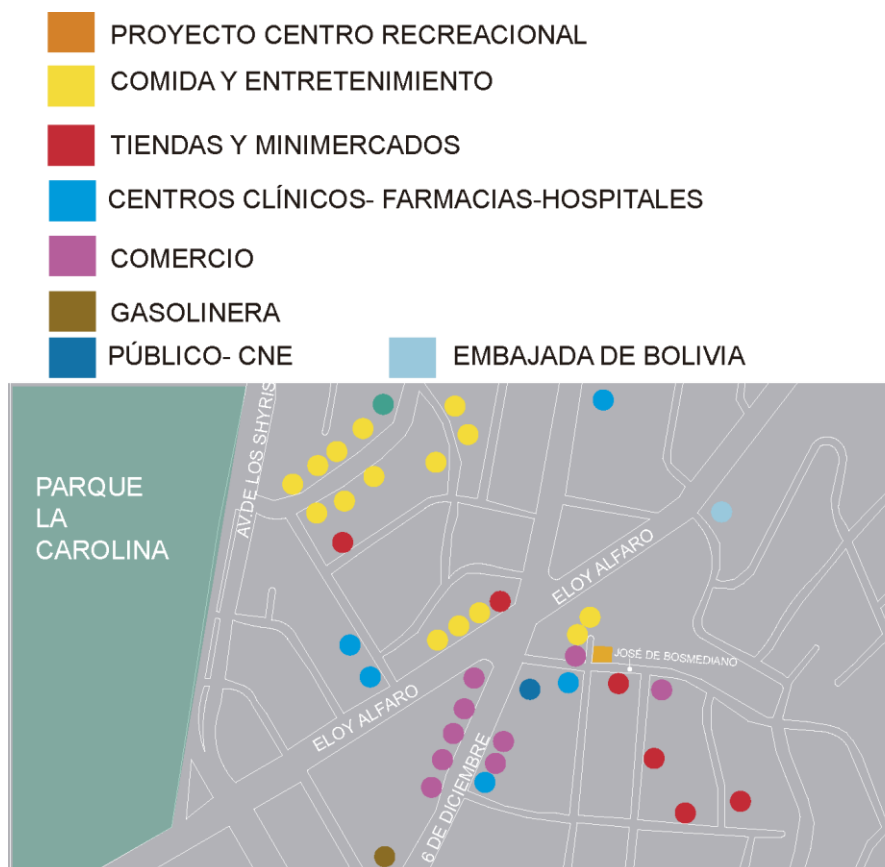 PROYECTO CENTRO RECREACIONAL
COMIDA Y ENTRETENIMIENTO
TIENDAS Y MINIMERCADOS
CENTROS CLÍNICOS- FARMACIAS-HOSPITALES
COMERCIO
GASOLINERA
PÚBLICO- CNE
EMBAJADA DE BOLIVIA
PARQUE
LA
CAROLINA
AV.DE LOS SHYRIS
ELOY ALFARO
JOSÉ DE BOSMEDIANO
ELOY ALFARO
6 DE DICIEMBRE